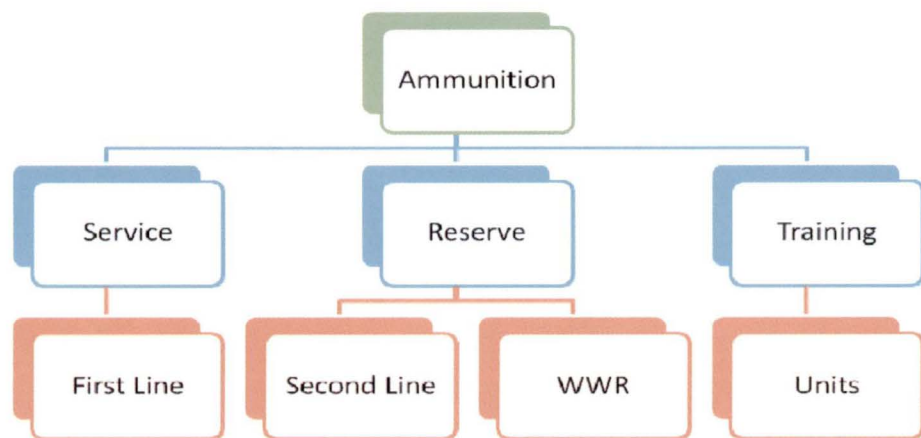 Ammunition
Service
Reserve
Training
First Line
Second Line
WWR
Units